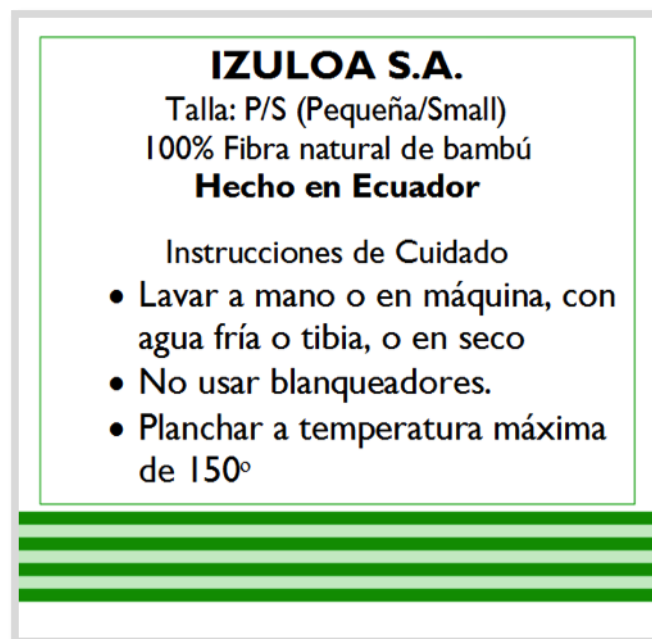 IZULOA S.A.
Talla: P/S (Pequeña/Small)
100% Fibra natural de bambú
Hecho en Ecuador
Instrucciones de Cuidado
• Lavar a mano o en máquina, con
agua fría o tibia, o en seco
• No usar blanqueadores.
• Planchar a temperatura máxima
de 150º